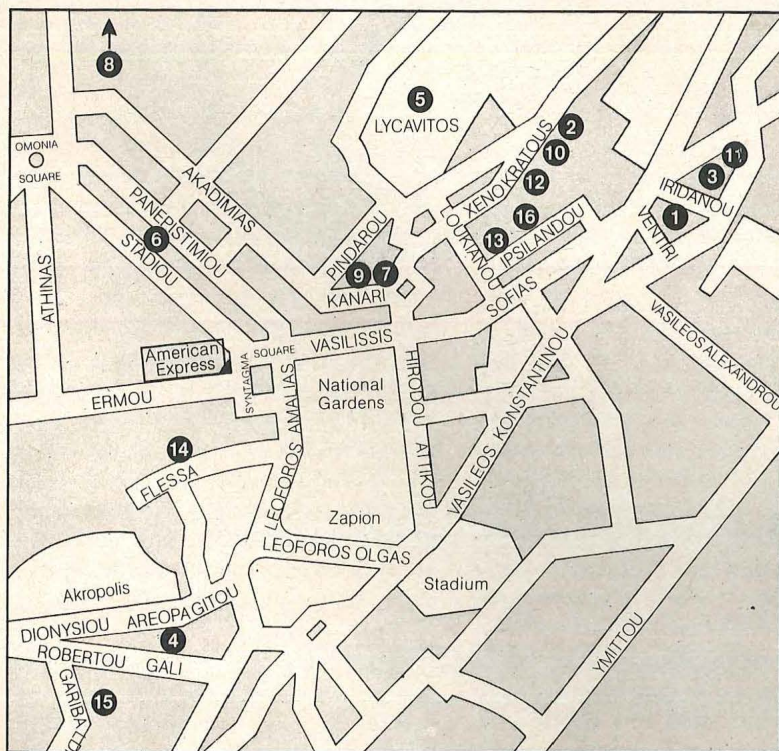 8
5
LYCAVITOS
2
10
12
16
13
XENOKRATOUS
LOUKIANOU
IPSILANDOU
11
3
IRIDANOU
1
VENTIRI
OMONIA
SQUARE
AKADIMIAS
PANEPISTIMIOU
6
STADIOU
ATHINAS
PINDAROU
9
7
KANARI
SOFIAS
VASILISSIS
SQUARE
SYNTAGMA
American
Express
ERMOU
National
Gardens
HIRODOU
ATTIKOU
VASILEOS KONSTANTINOU
VASILEOS ALEXANDROU
LEOFOROS AMALIAS
14
FLESSA
Zapion
LEOFOROS OLGAS
Stadium
Akropolis
DIONYSIOU AREOPAGITOU
4
ROBERTOU GALI
15
YMITTOU